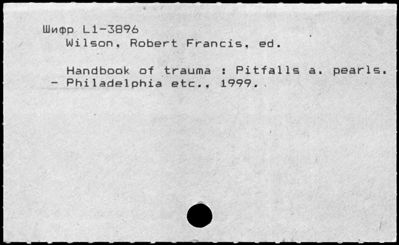 Шифр L1-3896
Wilson, Robert Francis, ed.
Handbook of trauma : Pitfalls a. pearls.
- Philadelphia etc., 1999.